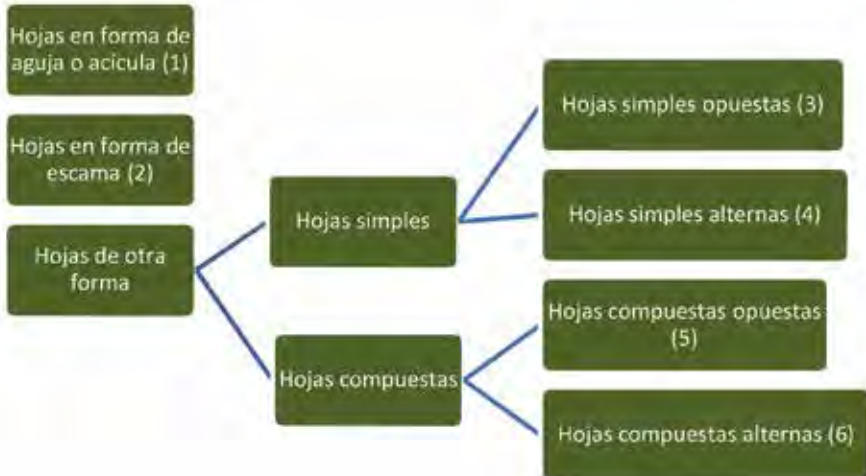 Hojas en forma de
aguja o acicula (1)
Hojas en forma de
escama (2)
Hojas de otra
forma
Hojas simples
Hojas compuestas
Hojas simples opuestas (3)
Hojas simples alternas (4)
Hojas compuestas opuestas
(5)
Hojas compuestas alternas (6)